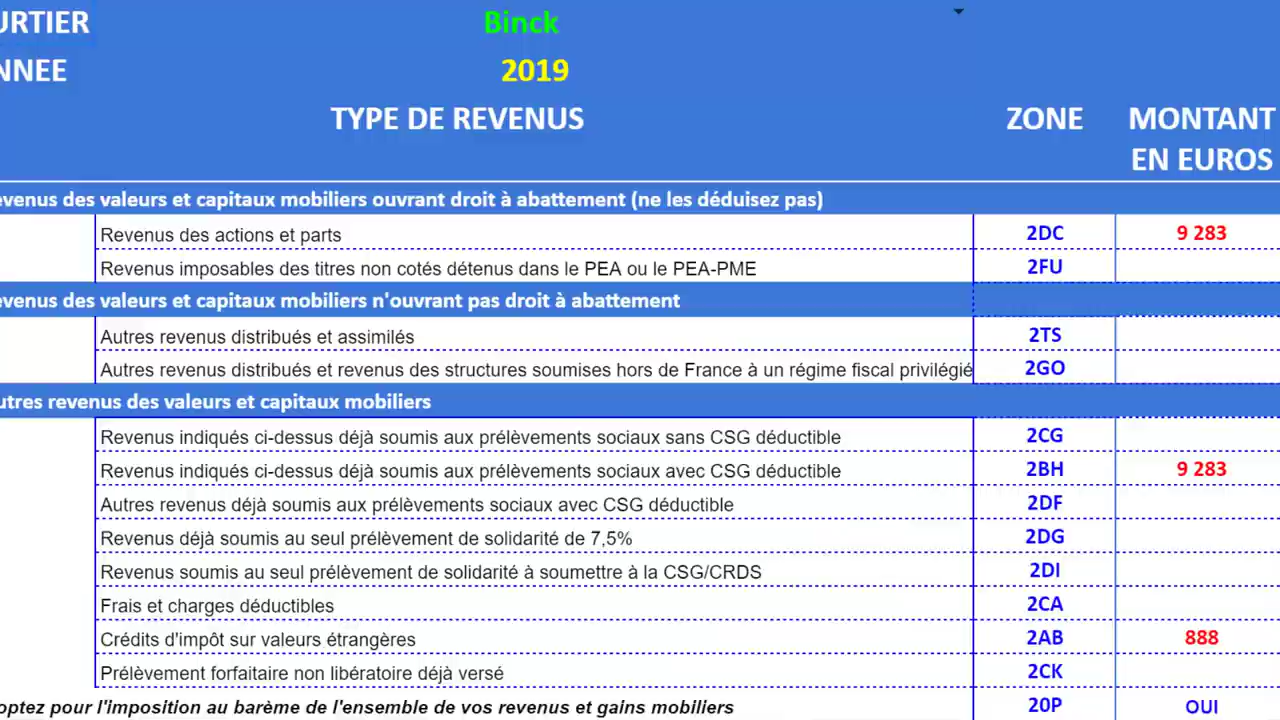 URTIER Binck
NNEE 2019
TYPE DE REVENUS ZONE MONTANT
EN EUROS
evenus des valeurs et capitaux mobiliers ouvrant droit à abattement (ne les déduisez pas)
Revenus des actions et parts 2DC 9 283
Revenus imposables des titres non cotés détenus dans le PEA ou le PEA-PME 2FU
evenus des valeurs et capitaux mobiliers n'ouvrant pas droit à abattement
Autres revenus distribués et assimilés 2TS
Autres revenus distribués et revenus des structures soumises hors de France à un régime fiscal privilégié 2GO
utres revenus des valeurs et capitaux mobiliers
Revenus indiqués ci-dessus déjà soumis aux prélèvements sociaux sans CSG déductible 2CG
Revenus indiqués ci-dessus déjà soumis aux prélèvements sociaux avec CSG déductible 2BH 9 283
Autres revenus déjà soumis aux prélèvements sociaux avec CSG déductible 2DF
Revenus déjà soumis au seul prélèvement de solidarité de 7,5% 2DG
Revenus soumis au seul prélèvement de solidarité à soumettre à la CSG/CRDS 2DI
Frais et charges déductibles 2CA
Crédits d'impôt sur valeurs étrangères 2AB 888
Prélèvement forfaitaire non libératoire déjà versé 2CK
optez pour l'imposition au barème de l'ensemble de vos revenus et gains mobiliers 20P OUI